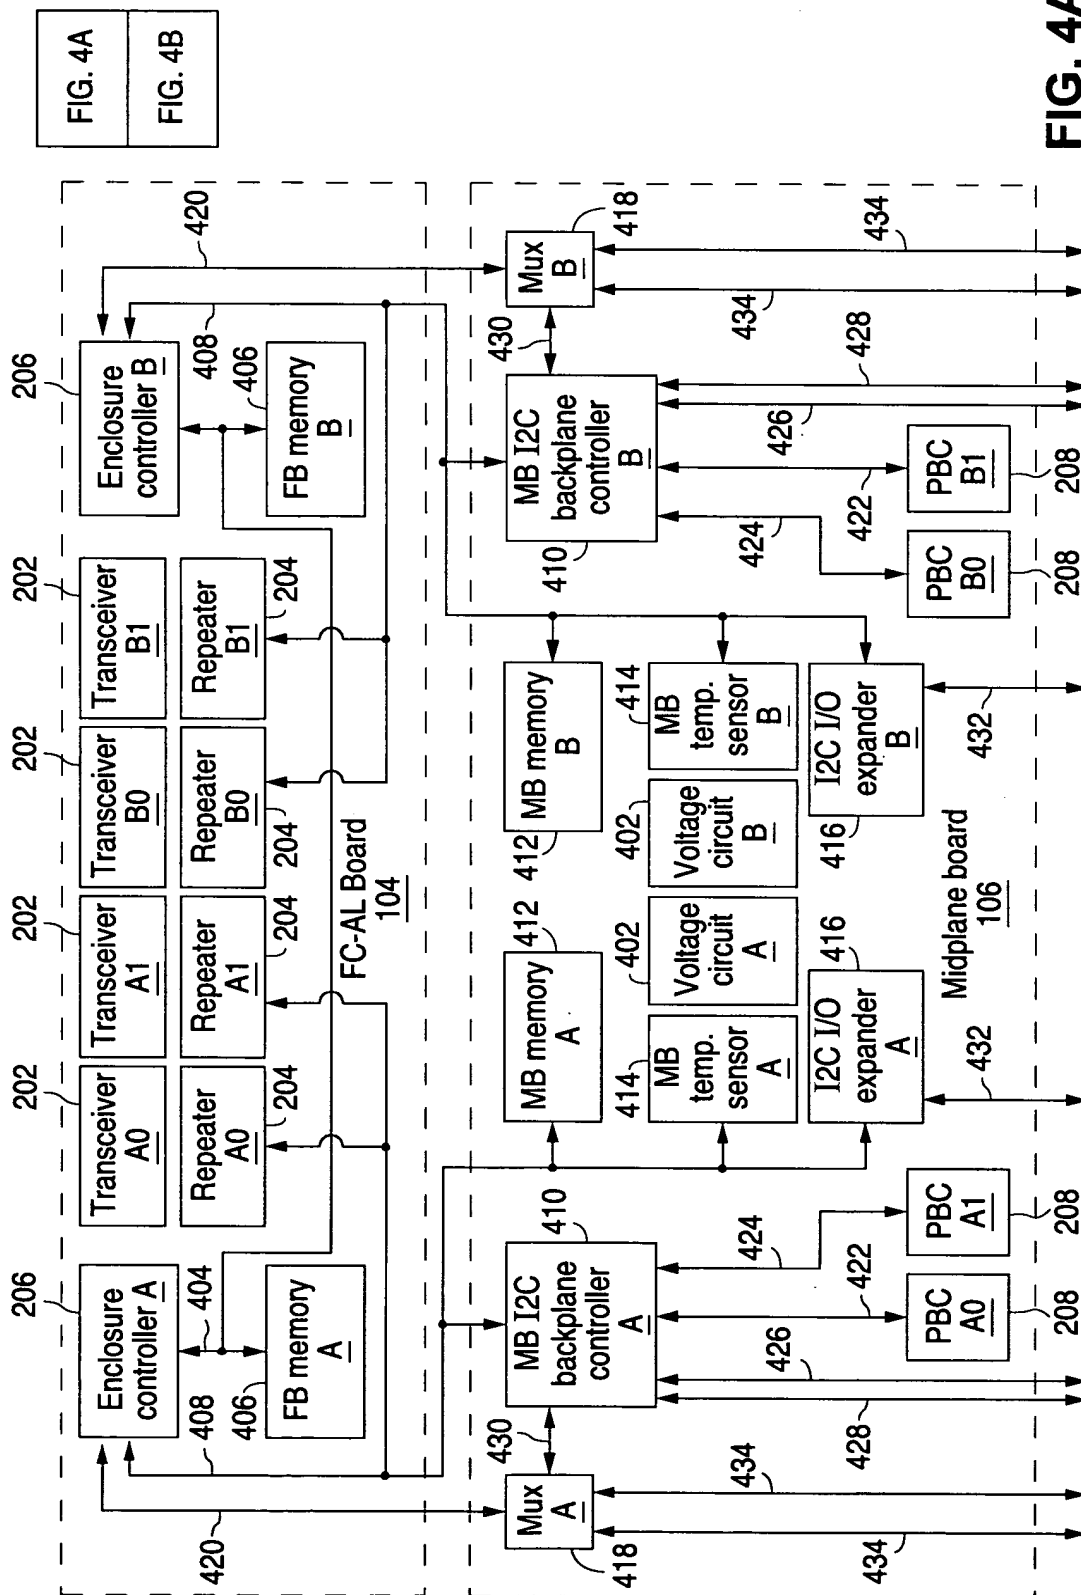 FIG. 4A
FIG. 4B
206
202
202
202
202
206
Enclosure
controller A
Transceiver
A0
Transceiver
A1
Transceiver
B0
Transceiver
B1
Enclosure
controller B
420
408
404
406
FB memory
A
Repeater
A0
204
Repeater
A1
204
Repeater
B0
204
Repeater
B1
204
FB memory
B
406
408
420
FC-AL Board
104
418
Mux
A
430
MB I2C
backplane
controller
A
410
MB memory
A
412
MB memory
B
412
MB I2C
backplane
controller
B
410
430
Mux
B
418
414
MB
temp.
sensor
A
402
Voltage
circuit
A
402
Voltage
circuit
B
414
MB
temp.
sensor
B
434
434
428
426
422
424
416
I2C I/O
expander
A
416
I2C I/O
expander
B
424
422
426
428
434
434
PBC
A0
208
PBC
A1
208
432
Midplane board
106
432
PBC
B0
208
PBC
B1
208
FIG. 4A